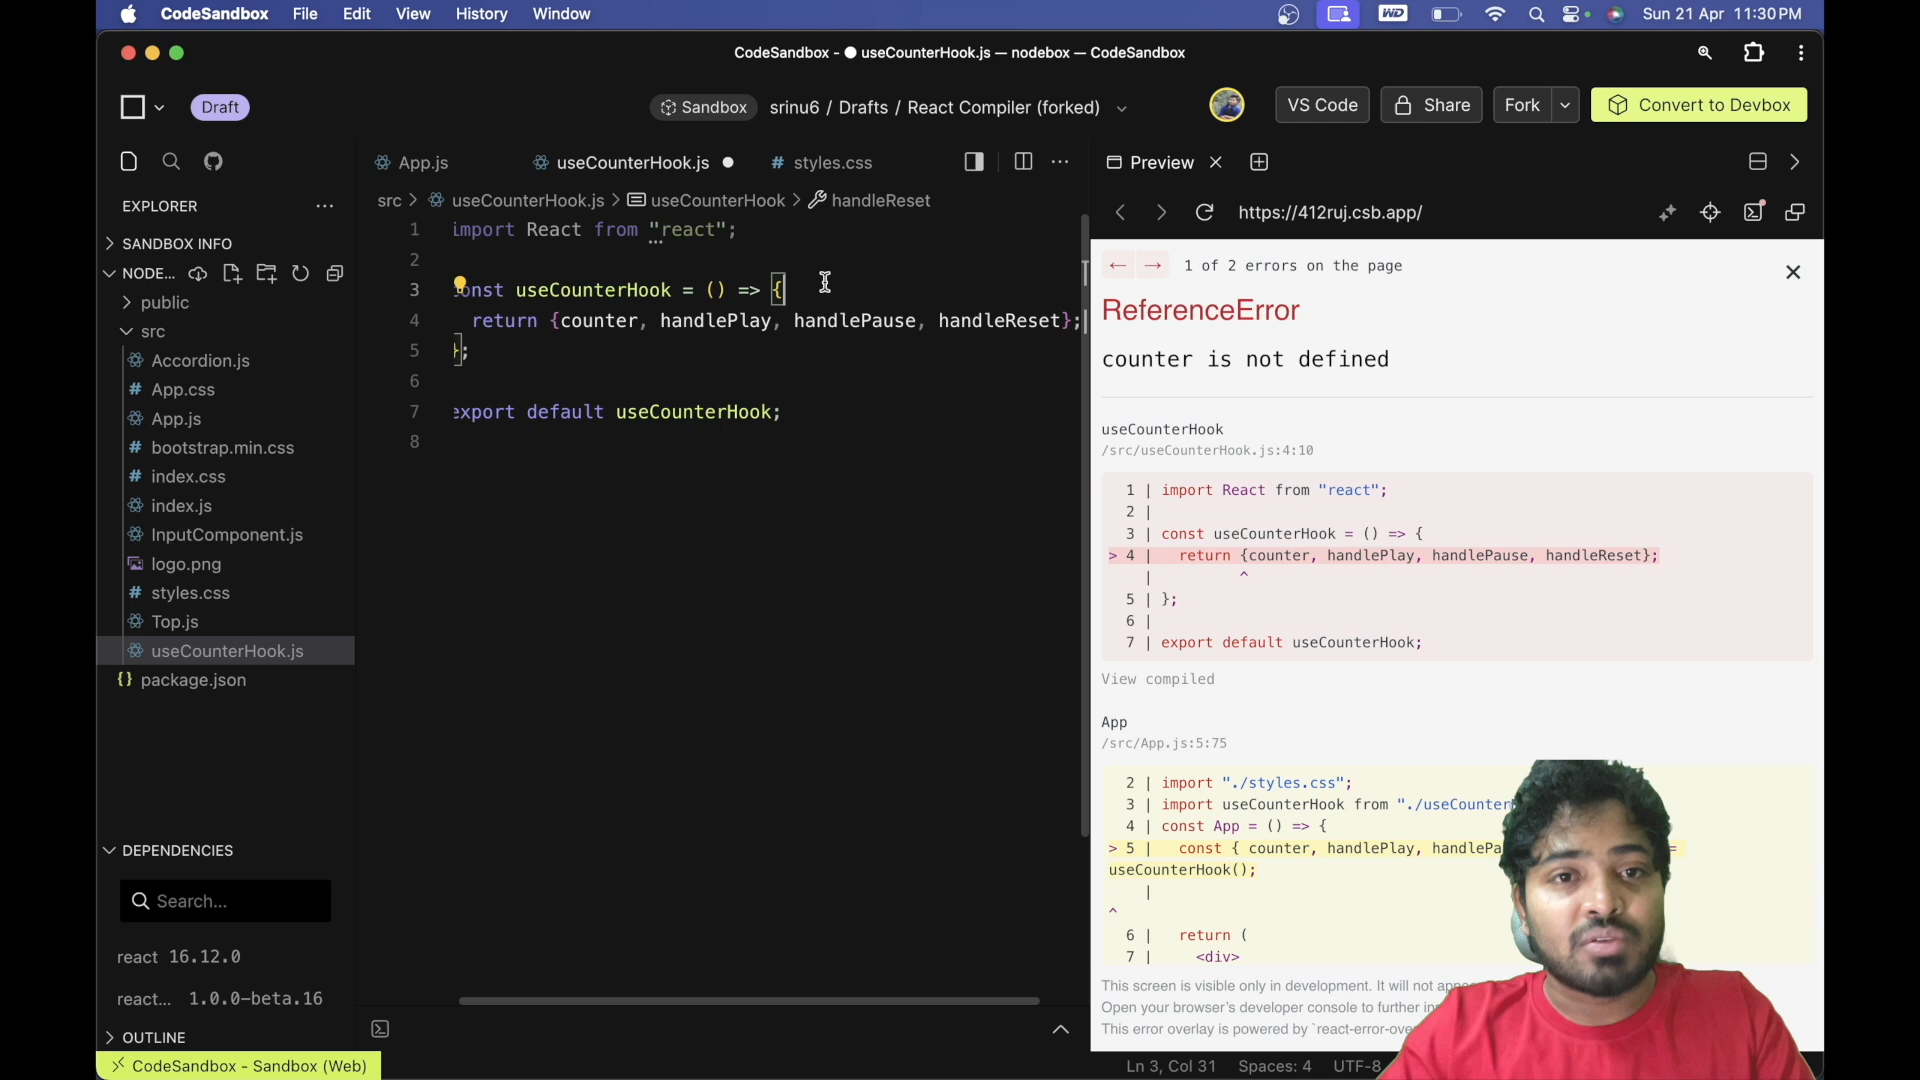 CodeSandbox File Edit View History Window
WD
Sun 21 Apr 11:30 PM
CodeSandbox - ● useCounterHook.js — nodebox — CodeSandbox
Draft
Sandbox srinu6 / Drafts / React Compiler (forked)
VS Code Share Fork Convert to Devbox
App.js useCounterHook.js styles.css
Preview
EXPLORER
SANDBOX INFO
NODE...
public
src
Accordion.js
App.css
App.js
bootstrap.min.css
index.css
index.js
InputComponent.js
logo.png
styles.css
Top.js
useCounterHook.js
package.json
DEPENDENCIES
Search...
react 16.12.0
react... 1.0.0-beta.16
OUTLINE
CodeSandbox - Sandbox (Web)
src > useCounterHook.js > useCounterHook > handleReset
1 import React from "react";
2
3 const useCounterHook = () => {
4 return {counter, handlePlay, handlePause, handleReset};
5 };
6
7 export default useCounterHook;
8
https://412ruj.csb.app/
← → 1 of 2 errors on the page
ReferenceError
counter is not defined
useCounterHook
/src/useCounterHook.js:4:10
1 | import React from "react";
2 |
3 | const useCounterHook = () => {
> 4 | return {counter, handlePlay, handlePause, handleReset};
| ^
5 | };
6 |
7 | export default useCounterHook;
View compiled
App
/src/App.js:5:75
2 | import "./styles.css";
3 | import useCounterHook from "./useCounter
4 | const App = () => {
> 5 | const { counter, handlePlay, handlePa =
useCounterHook();
|
^
6 | return (
7 | <div>
This screen is visible only in development. It will not
Open your browser's developer console to further
This error overlay is powered by `react-error-
Ln 3, Col 31 Spaces: 4 UTF-8